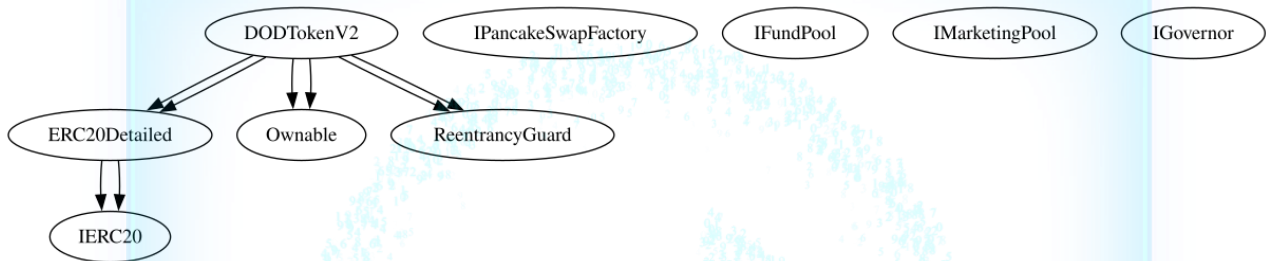 DODTokenV2 IPancakeSwapFactory IFundPool IMarketingPool IGovernor
ERC20Detailed Ownable ReentrancyGuard
IERC20